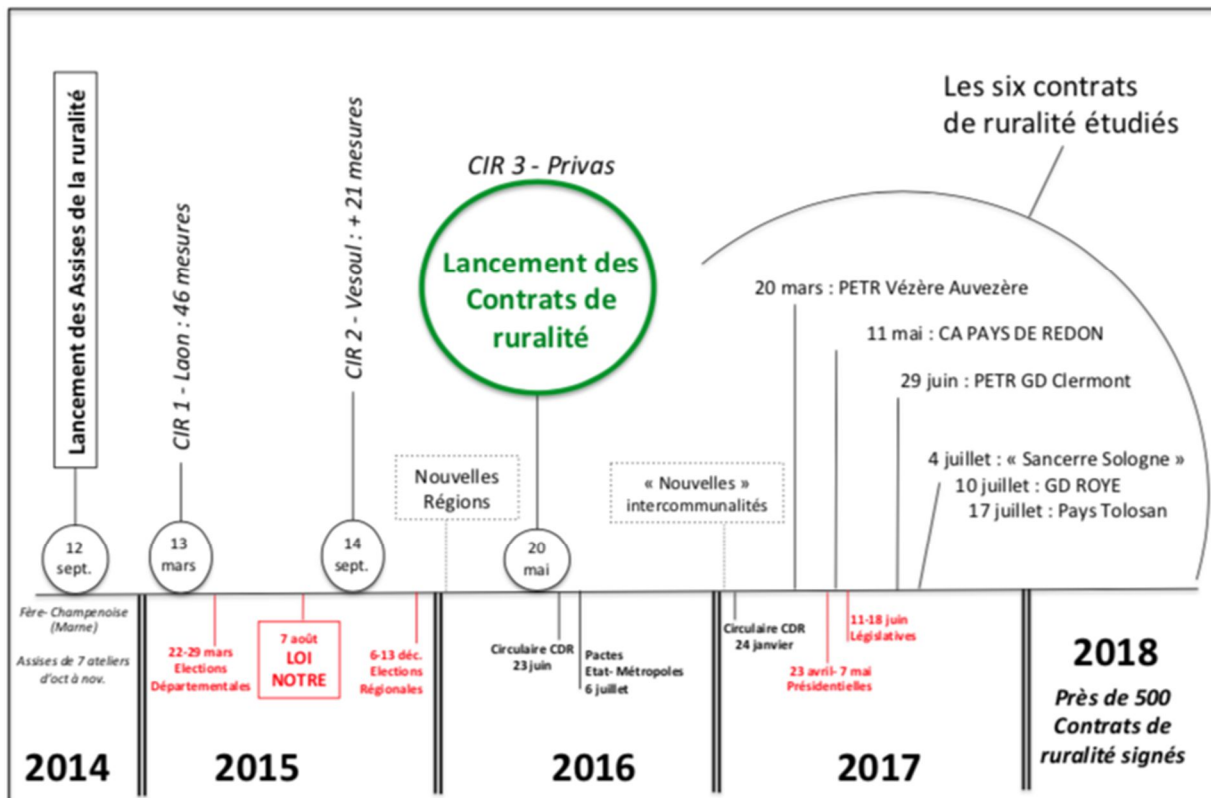 Lancement des Assises de la ruralité
CIR 1 - Laon : 46 mesures
CIR 2 - Vesoul : + 21 mesures
CIR 3 - Privas
Lancement des
Contrats de
ruralité
Les six contrats
de ruralité étudiés
20 mars : PETR Vézère Auvezère
11 mai : CA PAYS DE REDON
29 juin : PETR GD Clermont
4 juillet : « Sancerre Sologne »
10 juillet : GD ROYE
17 juillet : Pays Tolosan
Nouvelles
Régions
« Nouvelles »
intercommunalités
12
sept.
13
mars
14
sept.
20
mai
Fère- Champenoise
(Marne)
Assises de 7 ateliers
d'oct à nov.
22-29 mars
Elections
Départementales
7 août
LOI
NOTRE
6-13 déc.
Elections
Régionales
Circulaire CDR
23 juin
Pactes
Etat- Métropoles
6 juillet
Circulaire CDR
24 janvier
23 avril- 7 mai
Présidentielles
11-18 juin
Législatives
2014
2015
2016
2017
2018
Près de 500
Contrats de
ruralité signés